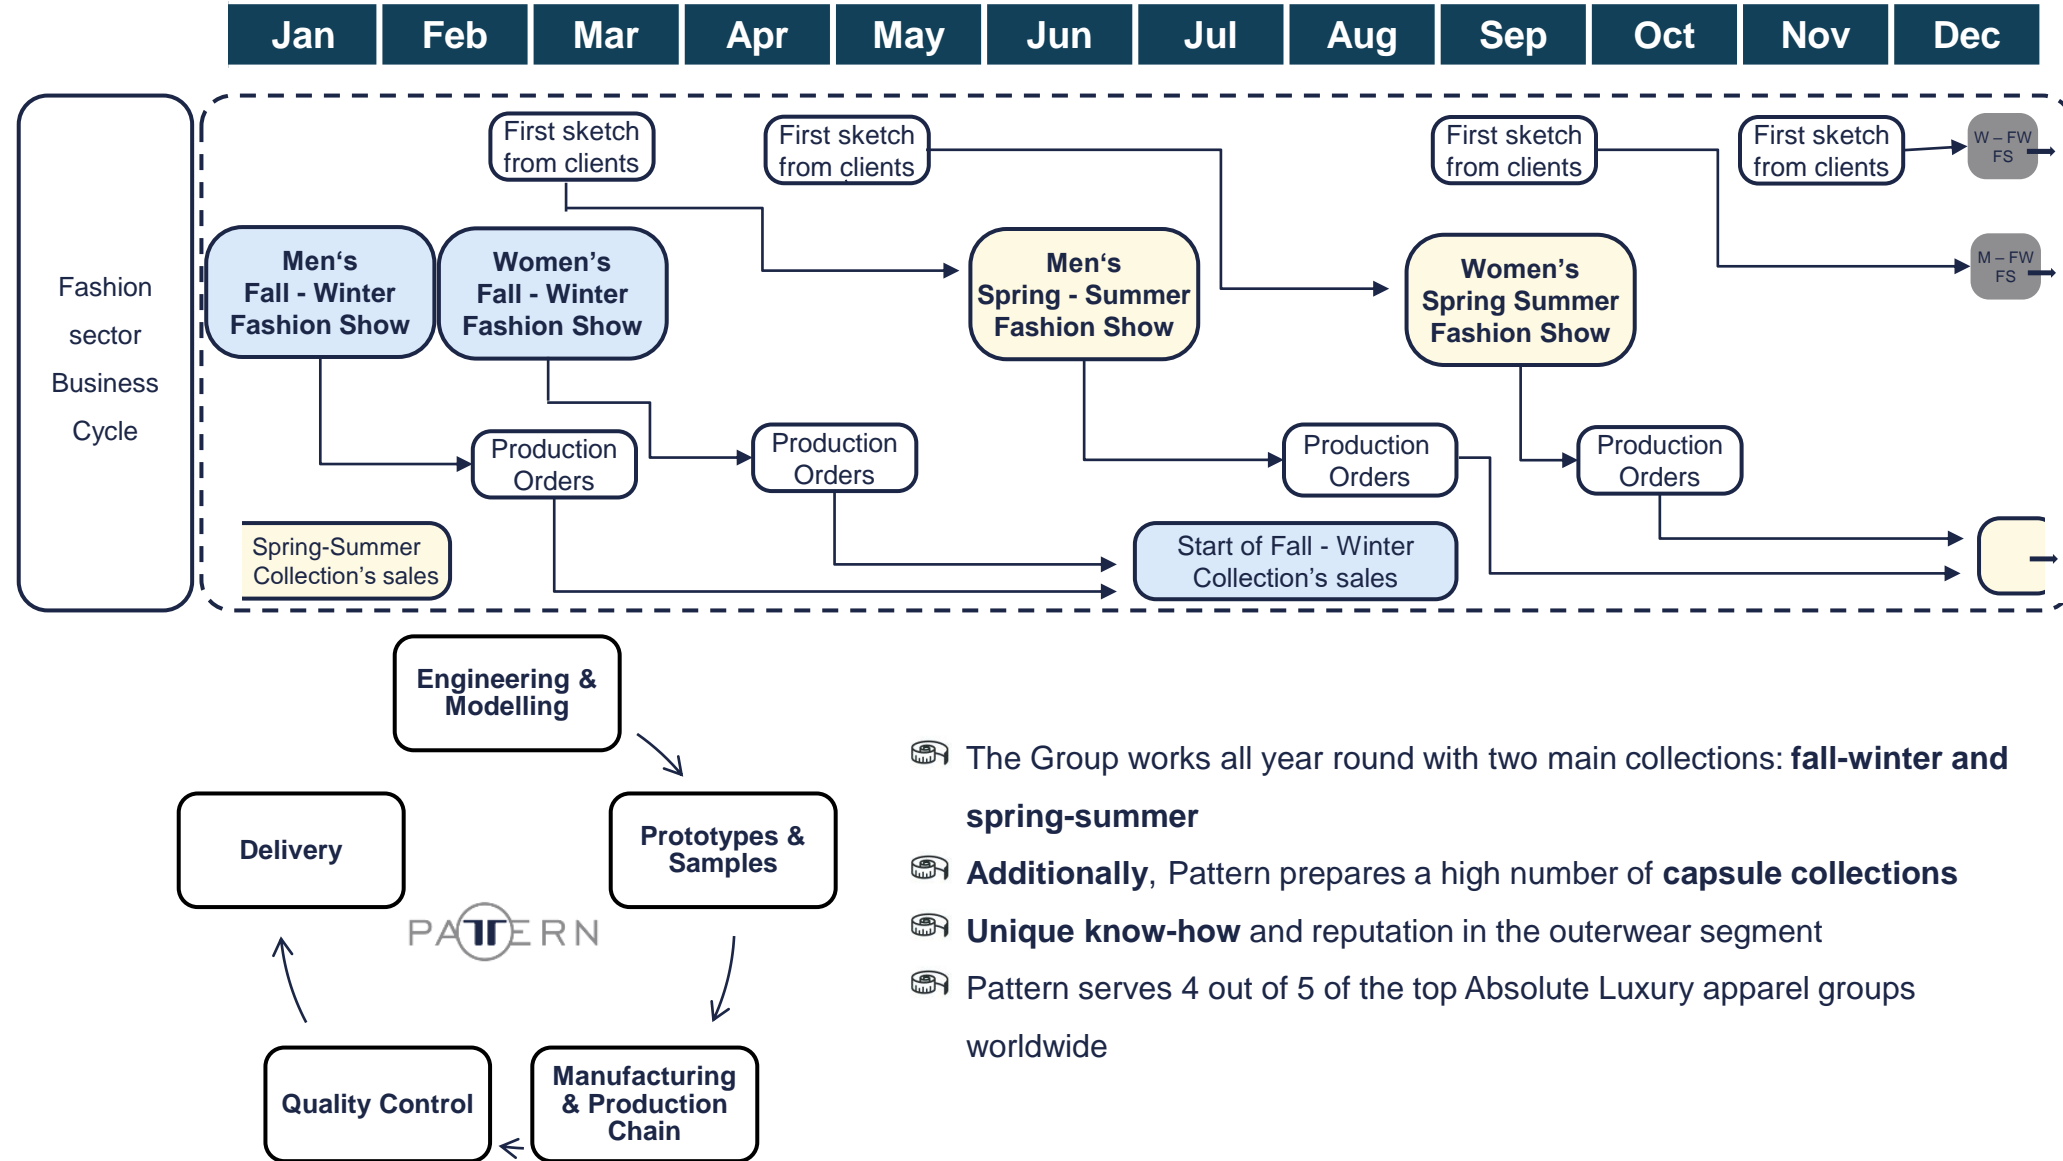 Jan Feb Mar Apr May Jun Jul Aug Sep Oct Nov Dec
Fashion
sector
Business
Cycle
First sketch
from clients
First sketch
from clients
First sketch
from clients
First sketch
from clients
W – FW
FS
Men‘s
Fall - Winter
Fashion Show
Women’s
Fall - Winter
Fashion Show
Men‘s
Spring - Summer
Fashion Show
Women’s
Spring Summer
Fashion Show
M – FW
FS
Production
Orders
Production
Orders
Production
Orders
Production
Orders
Spring-Summer
Collection’s sales
Start of Fall - Winter
Collection’s sales
Engineering &
Modelling
Prototypes &
Samples
Manufacturing
& Production
Chain
Quality Control
Delivery
PATTERN
The Group works all year round with two main collections: fall-winter and
spring-summer
Additionally, Pattern prepares a high number of capsule collections
Unique know-how and reputation in the outerwear segment
Pattern serves 4 out of 5 of the top Absolute Luxury apparel groups
worldwide